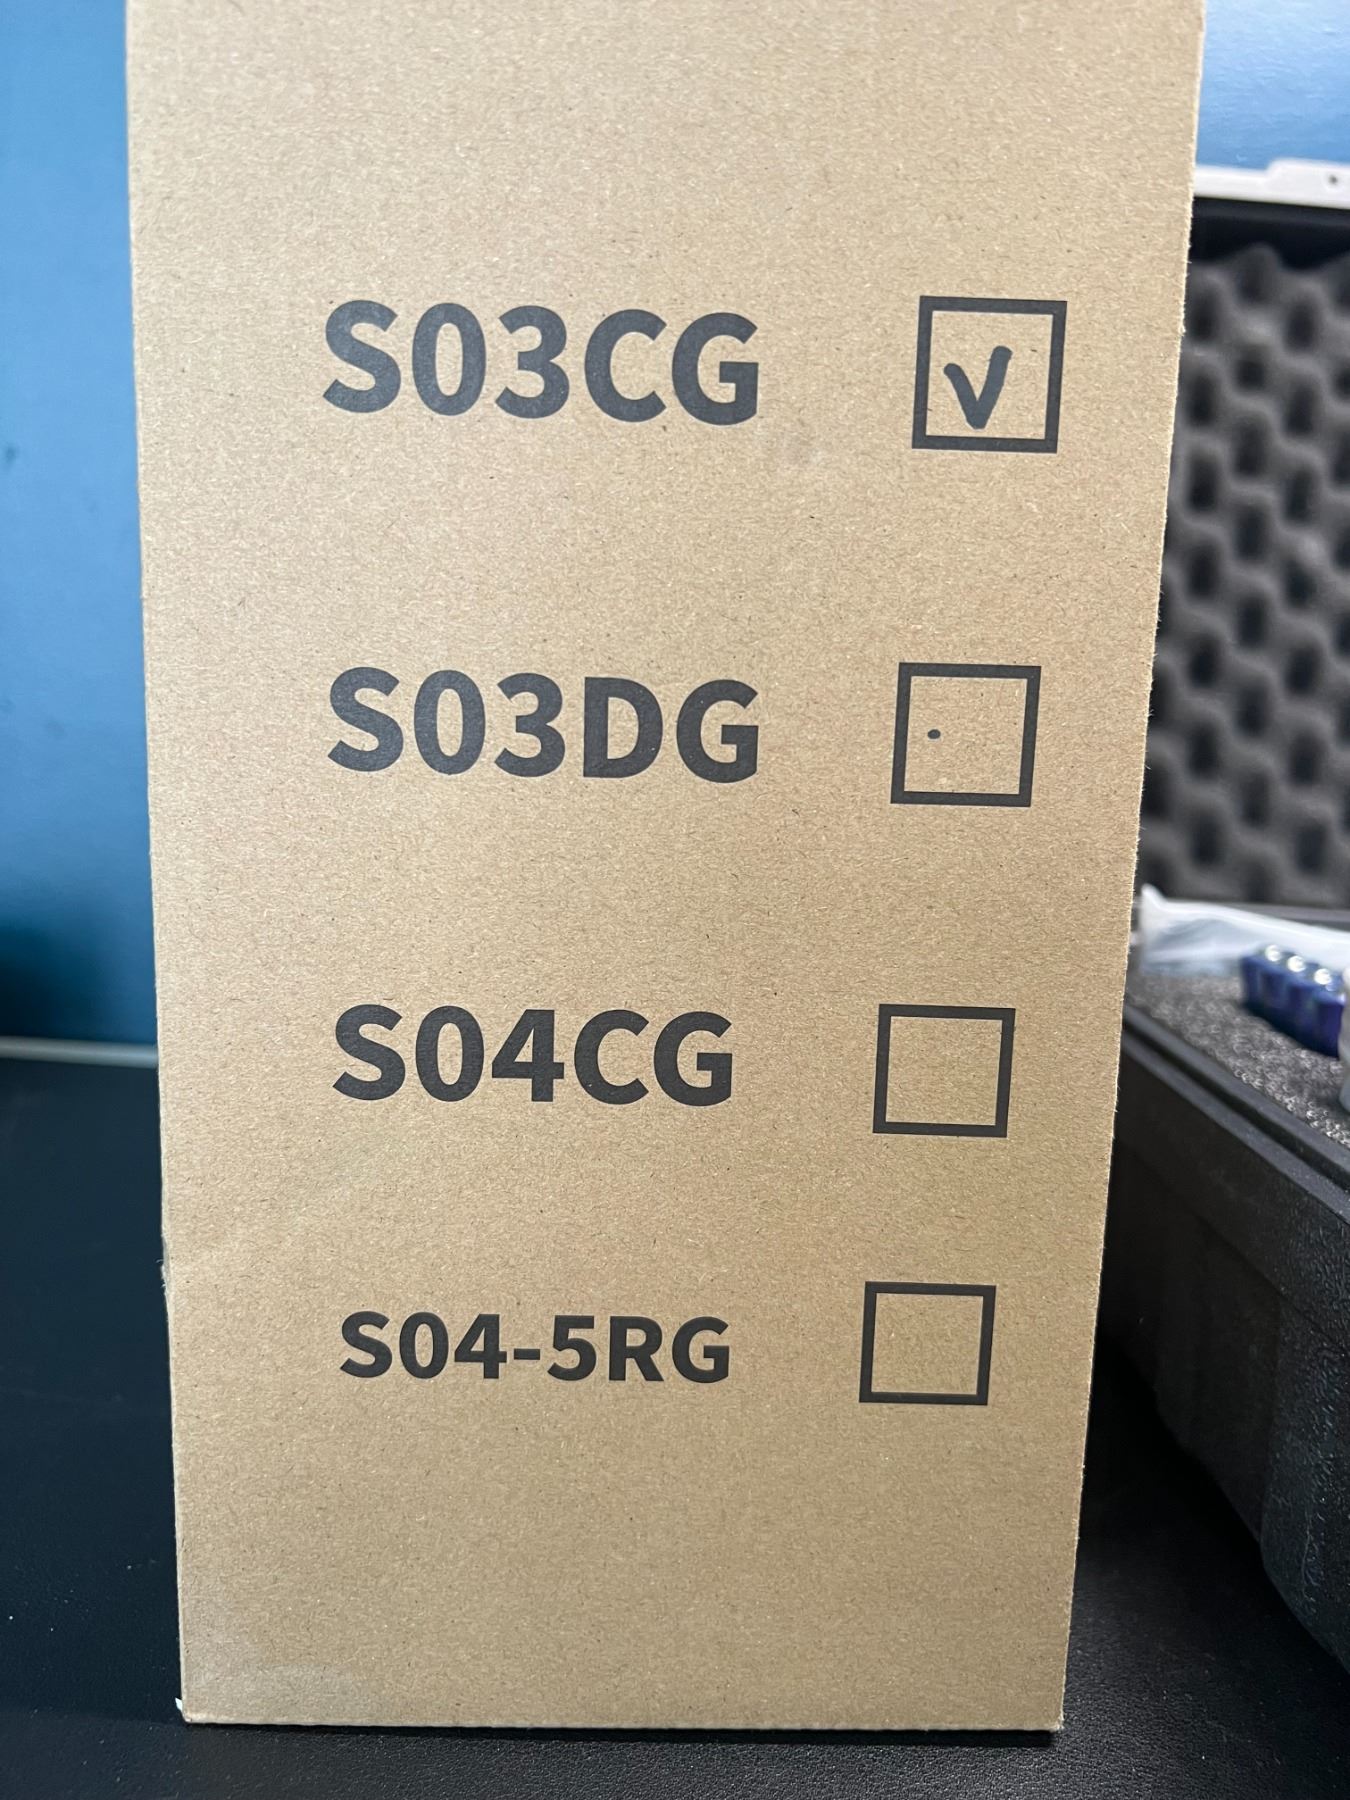 S03CG ☑
S03DG ☐
S04CG ☐
S04-5RG ☐